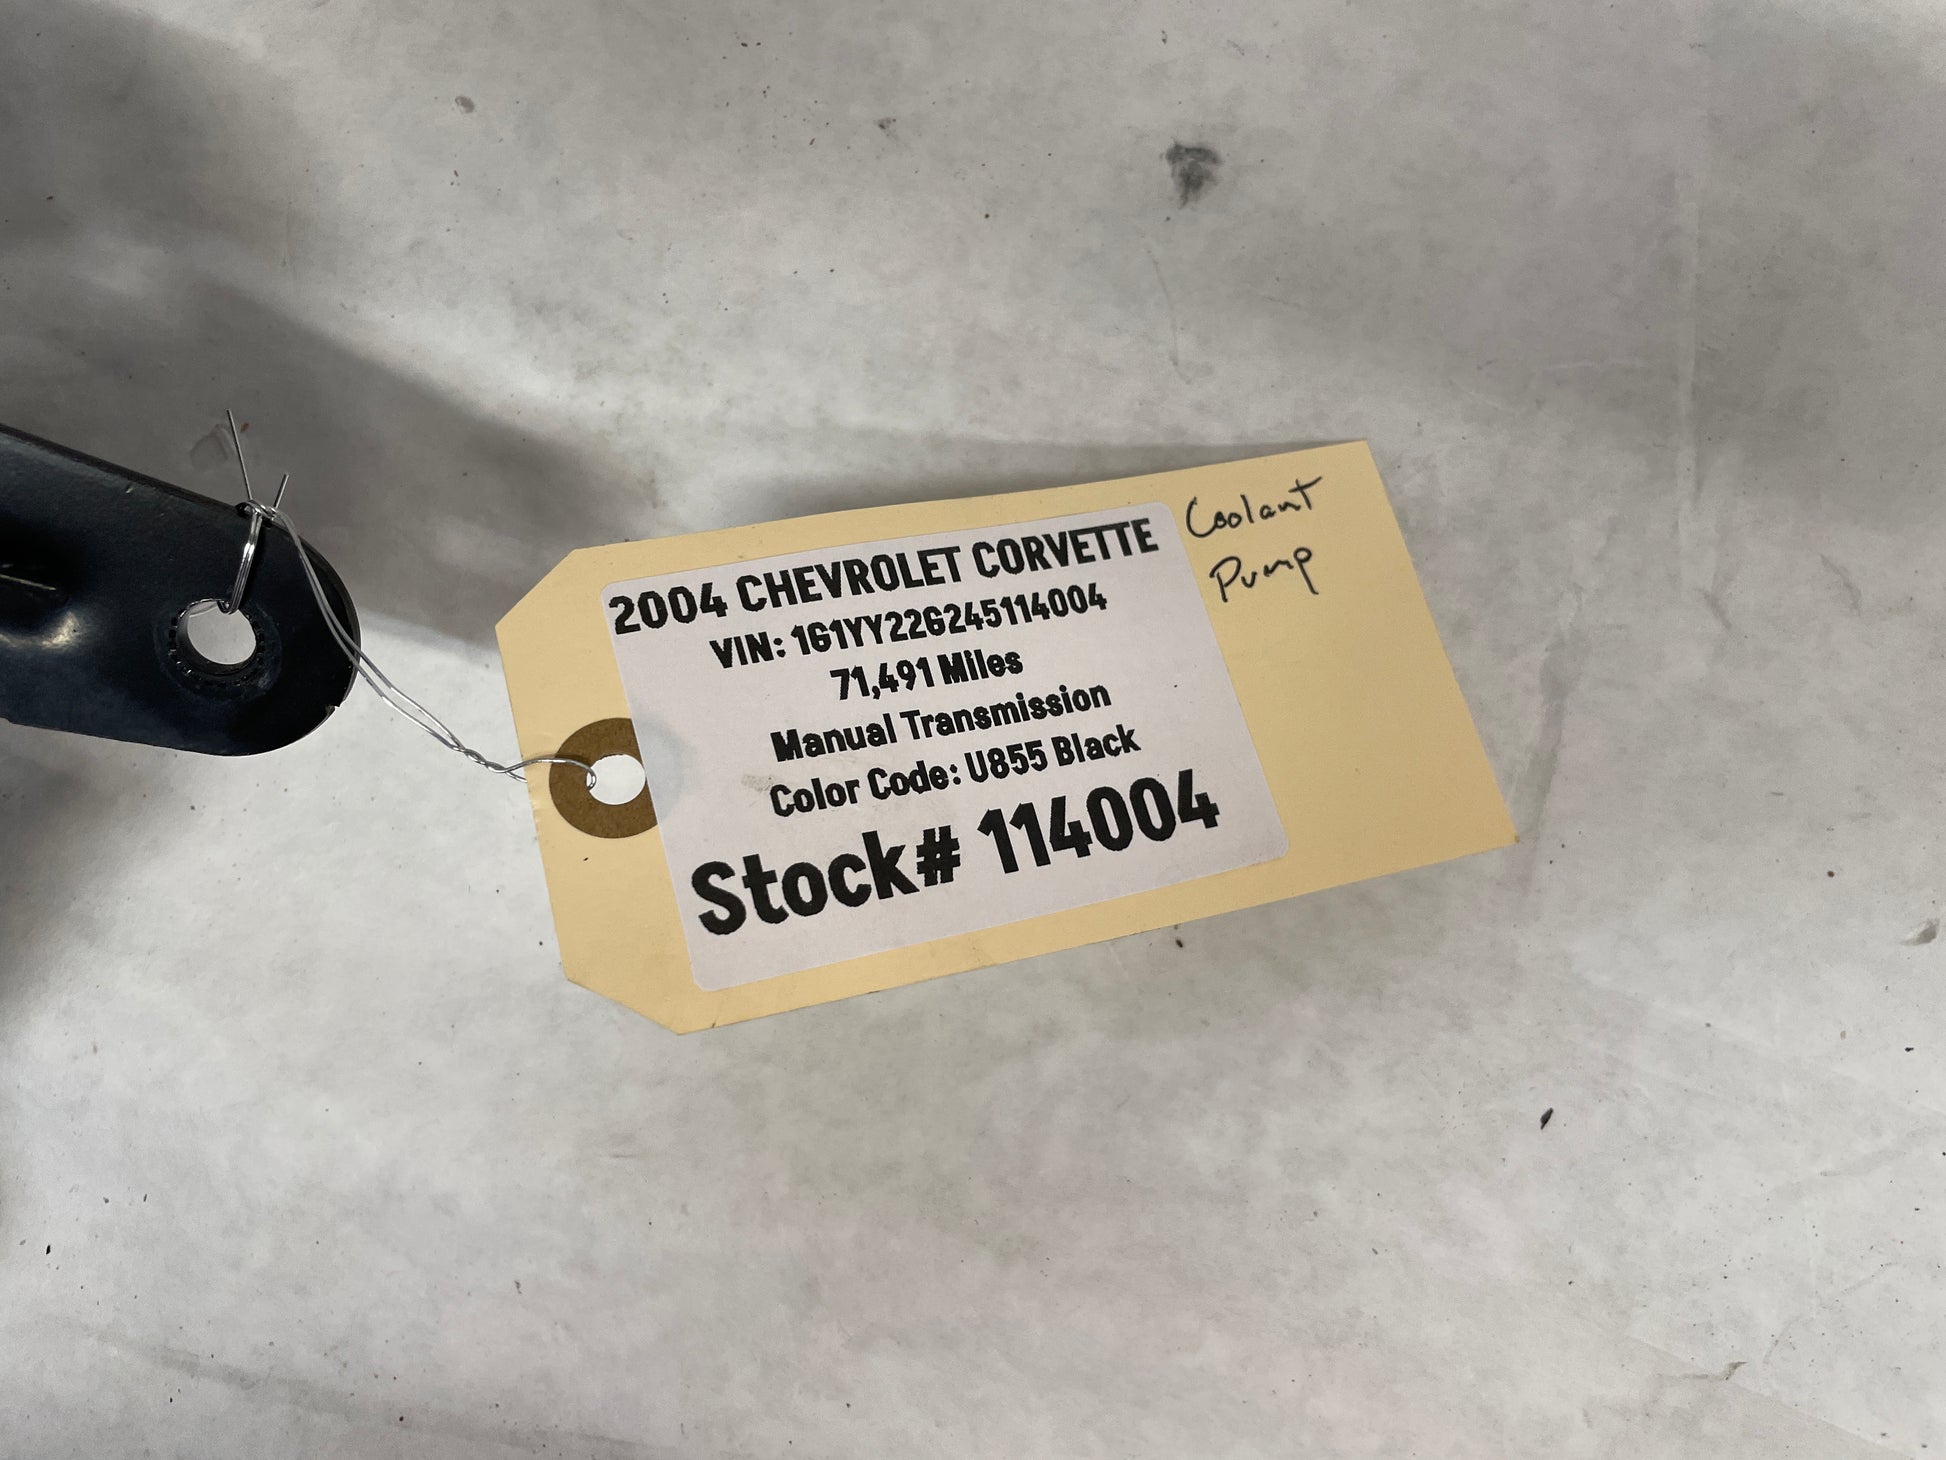 2004 CHEVROLET CORVETTE
VIN: 1G1YY22G245114004
71,491 Miles
Manual Transmission
Color Code: U855 Black
Stock# 114004
Coolant
Pump